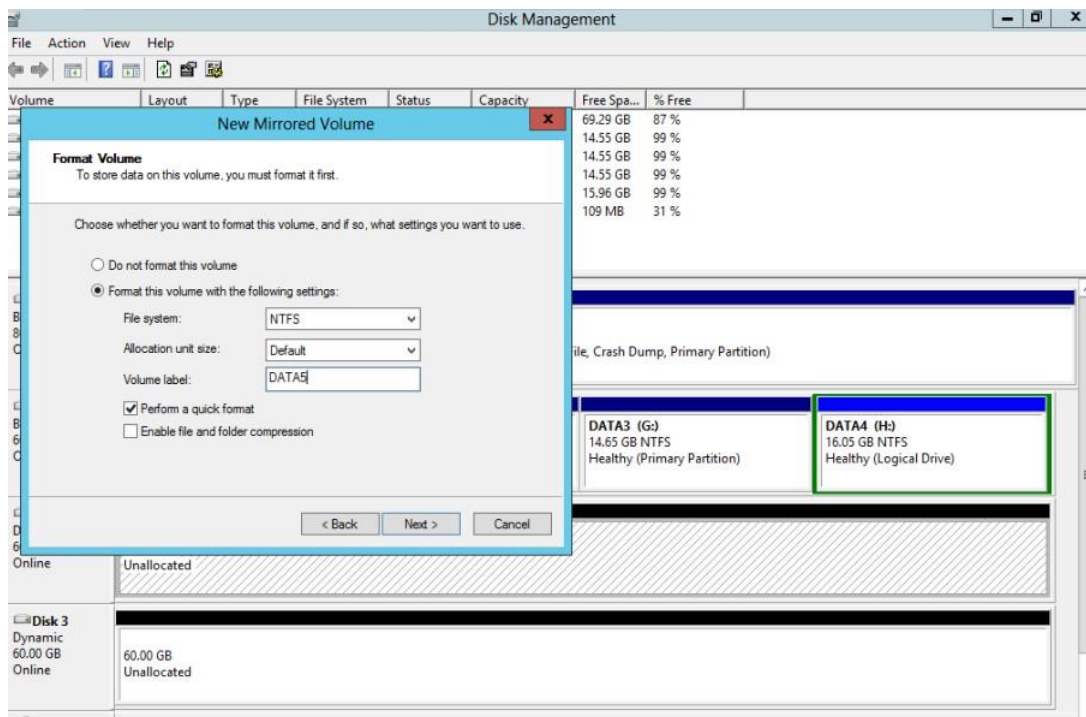 Disk Management
File Action View Help
Volume Layout Type File System Status Capacity Free Spa... % Free
69.29 GB 87 %
14.55 GB 99 %
14.55 GB 99 %
14.55 GB 99 %
15.96 GB 99 %
109 MB 31 %
New Mirrored Volume
Format Volume
To store data on this volume, you must format it first.
Choose whether you want to format this volume, and if so, what settings you want to use.
Do not format this volume
Format this volume with the following settings:
File system: NTFS
Allocation unit size: Default
Volume label: DATA5
Perform a quick format
Enable file and folder compression
< Back Next > Cancel
ile, Crash Dump, Primary Partition)
DATA3 (G:)
14.65 GB NTFS
Healthy (Primary Partition)
DATA4 (H:)
16.05 GB NTFS
Healthy (Logical Drive)
Online
Unallocated
Disk 3
Dynamic
60.00 GB
Online
60.00 GB
Unallocated